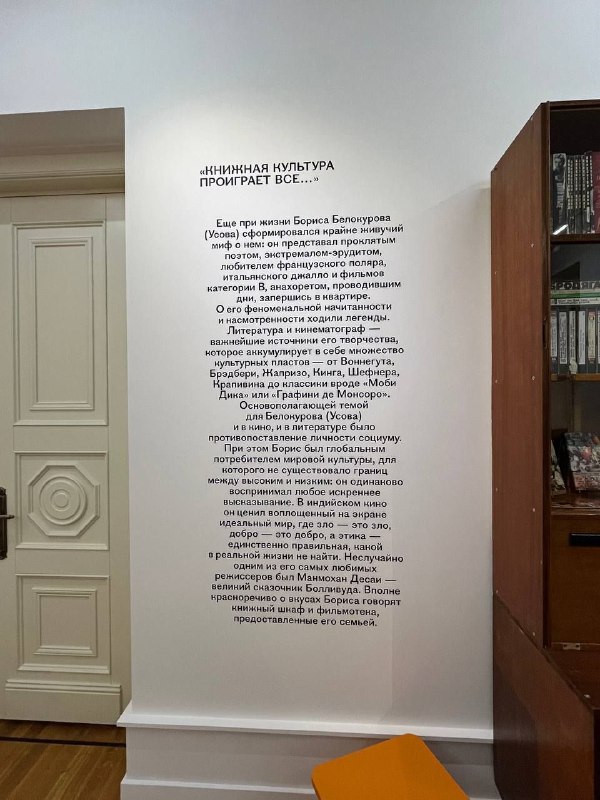 «КНИЖНАЯ КУЛЬТУРА
ПРОИГРАЕТ ВСЕ...»
Еще при жизни Бориса Белокурова
(Усова) сформировался крайне живучий
миф о нем: он представал проклятым
поэтом, экстремалом-эрудитом,
любителем французского поляра,
итальянского джалло и фильмов
категории B, анахоретом, проводившим
дни, запершись в квартире.
О его феноменальной начитанности
и насмотренности ходили легенды.
Литература и кинематограф —
важнейшие источники его творчества,
которое аккумулирует в себе множество
культурных пластов — от Воннегута,
Брэдбери, Жапризо, Кинга, Шефнера,
Крапивина до классики вроде «Моби
Дика» или «Графини де Монсоро».
Основополагающей темой
для Белокурова (Усова)
и в кино, и в литературе было
противопоставление личности социуму.
При этом Борис был глобальным
потребителем мировой культуры, для
которого не существовало границ
между высоким и низким: он одинаково
воспринимал любое искреннее
высказывание. В индийском кино
он ценил воплощенный на экране
идеальный мир, где зло — это зло,
добро — это добро, а этика —
единственно правильная, какой
в реальной жизни не найти. Неслучайно
одним из его самых любимых
режиссеров был Манмохан Десаи —
великий сказочник Болливуда. Вполне
красноречиво о вкусах Бориса говорят
книжный шкаф и фильмотека,
предоставленные его семьей.